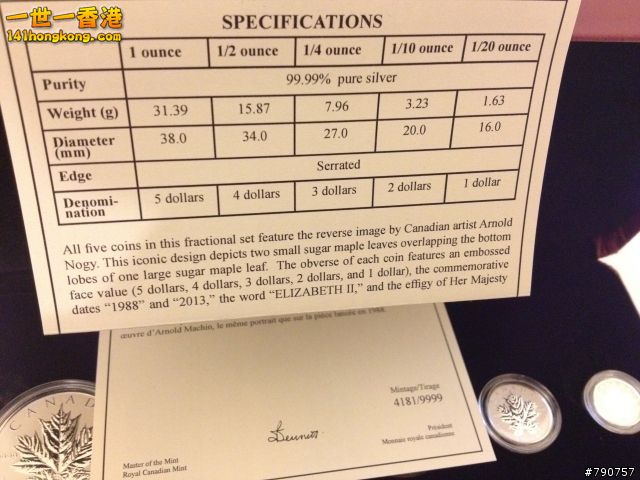 一世一香港
141hongkong.com
SPECIFICATIONS
1 ounce 1/2 ounce 1/4 ounce 1/10 ounce 1/20 ounce
Purity 99.99% pure silver
Weight (g) 31.39 15.87 7.96 3.23 1.63
Diameter (mm) 38.0 34.0 27.0 20.0 16.0
Edge Serrated
Denomi-nation 5 dollars 4 dollars 3 dollars 2 dollars 1 dollar
All five coins in this fractional set feature the reverse image by Canadian artist Arnold
Nogy. This iconic design depicts two small sugar maple leaves overlapping the bottom
lobes of one large sugar maple leaf. The obverse of each coin features an embossed
face value (5 dollars, 4 dollars, 3 dollars, 2 dollars, and 1 dollar), the commemorative
dates “1988” and “2013,” the word “ELIZABETH II,” and the effigy of Her Majesty
œuvre d'Arnold Machin, le même portrait que sur la pièce lancée en 1988.
Mintage/Tirage
4181/9999
Bennett
Master of the Mint
Royal Canadian Mint
Président
Monnaie royale canadienne
CANADA
#790757